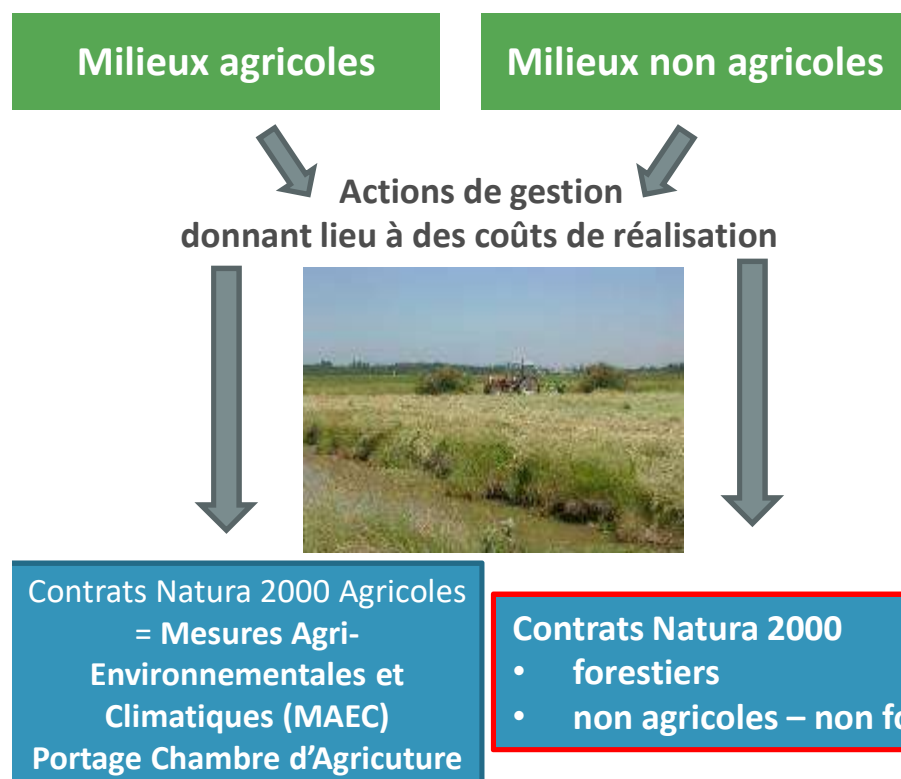 Milieux agricoles
Milieux non agricoles
Actions de gestion
donnant lieu à des coûts de réalisation
Contrats Natura 2000 Agricoles
= Mesures Agri-
Environnementales et
Climatiques (MAEC)
Portage Chambre d'Agricuture
Contrats Natura 2000
• forestiers
• non agricoles – non